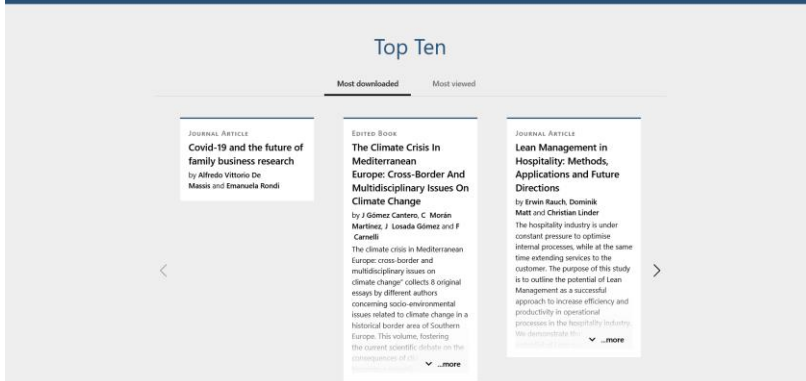 Top Ten
Most downloaded
Most viewed
JOURNAL ARTICLE
Covid-19 and the future of
family business research
by Alfredo Vittorio De
Massis and Emanuela Rondi
EDITED BOOK
The Climate Crisis In
Mediterranean
Europe: Cross-Border And
Multidisciplinary Issues On
Climate Change
by J Gómez Cantero, C Morán
Martínez, J Losada Gómez and F
Carnelli
The climate crisis in Mediterranean
Europe: cross-border and
multidisciplinary issues on
climate change" collects 8 original
essays by different authors
concerning socio-environmental
issues related to climate change in a
historical border area of Southern
Europe. This volume, fostering
the current scientific debate on the
consequences of
...more
JOURNAL ARTICLE
Lean Management in
Hospitality: Methods,
Applications and Future
Directions
by Erwin Rauch, Dominik
Matt and Christian Linder
The hospitality industry is under
constant pressure to optimise
internal processes, while at the same
time extending services to the
customer. The purpose of this study
is to outline the potential of Lean
Management as a successful
approach to increase efficiency and
productivity in operational
processes in the hospitality industry.
We demonstrate
...more